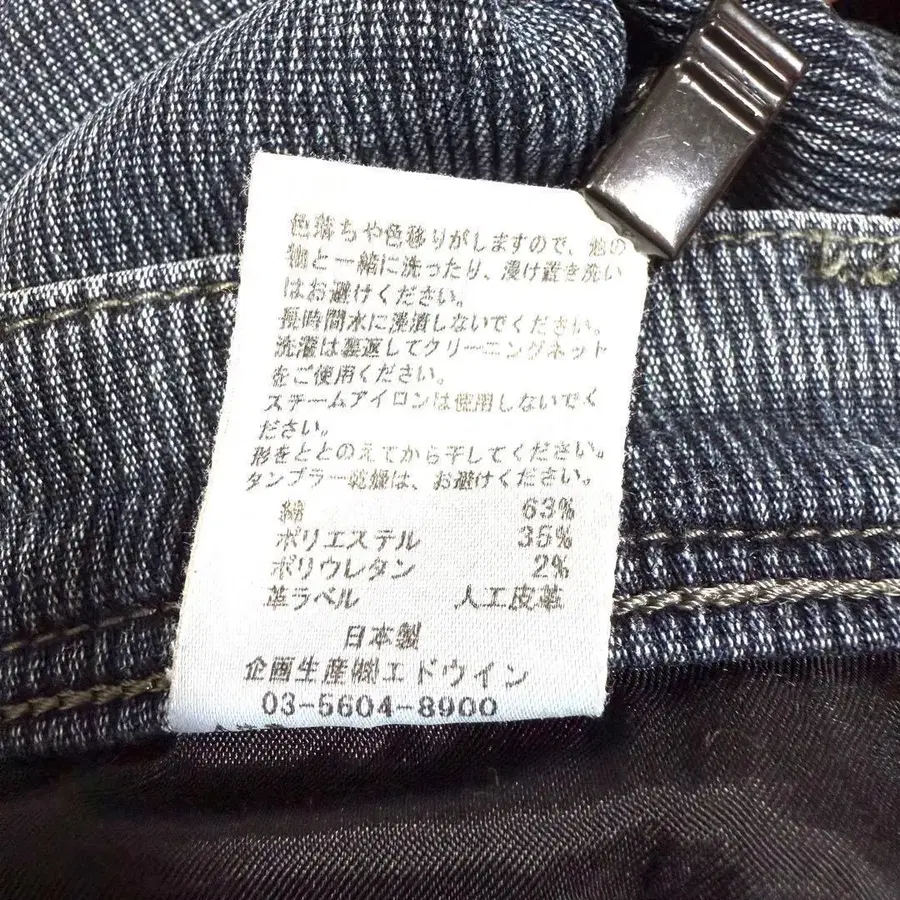 色落ちや色移りがしますので、他の
物と一緒に洗ったり、浸け置き洗い
はお避けください。
長時間水に浸漬しないでください。
洗濯は裏返してクリーニングネット
をご使用ください。
スチームアイロンは使用しないでく
ださい。
形をととのえてから干してください。
タンブラー乾燥は、お避けください。
綿 63%
ポリエステル 35%
ポリウレタン 2%
革ラベル 人工皮革
日本製
企画生産㈱エドウイン
03-5604-8900